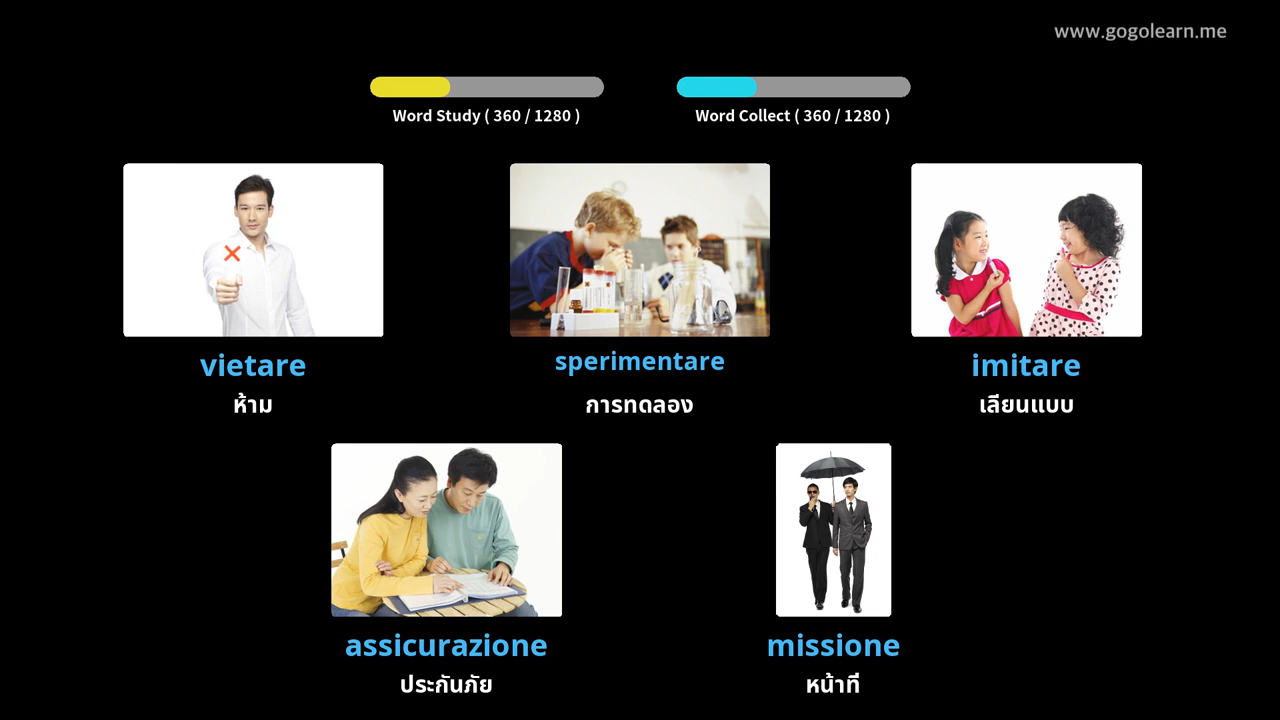 www.gogolearn.me
Word Study ( 360 / 1280 )
Word Collect ( 360 / 1280 )
vietare
ห้าม
sperimentare
การทดลอง
imitare
เลียนแบบ
assicurazione
ประกันภัย
missione
หน้าที่